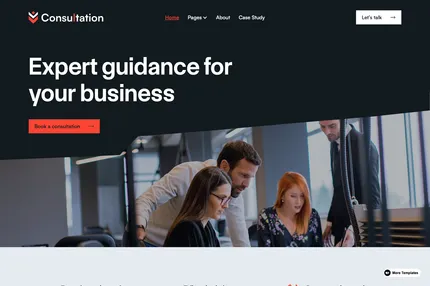 Consultation
Home Pages About Case Study
Let's talk
Expert guidance for
your business
Book a consultation
More Templates